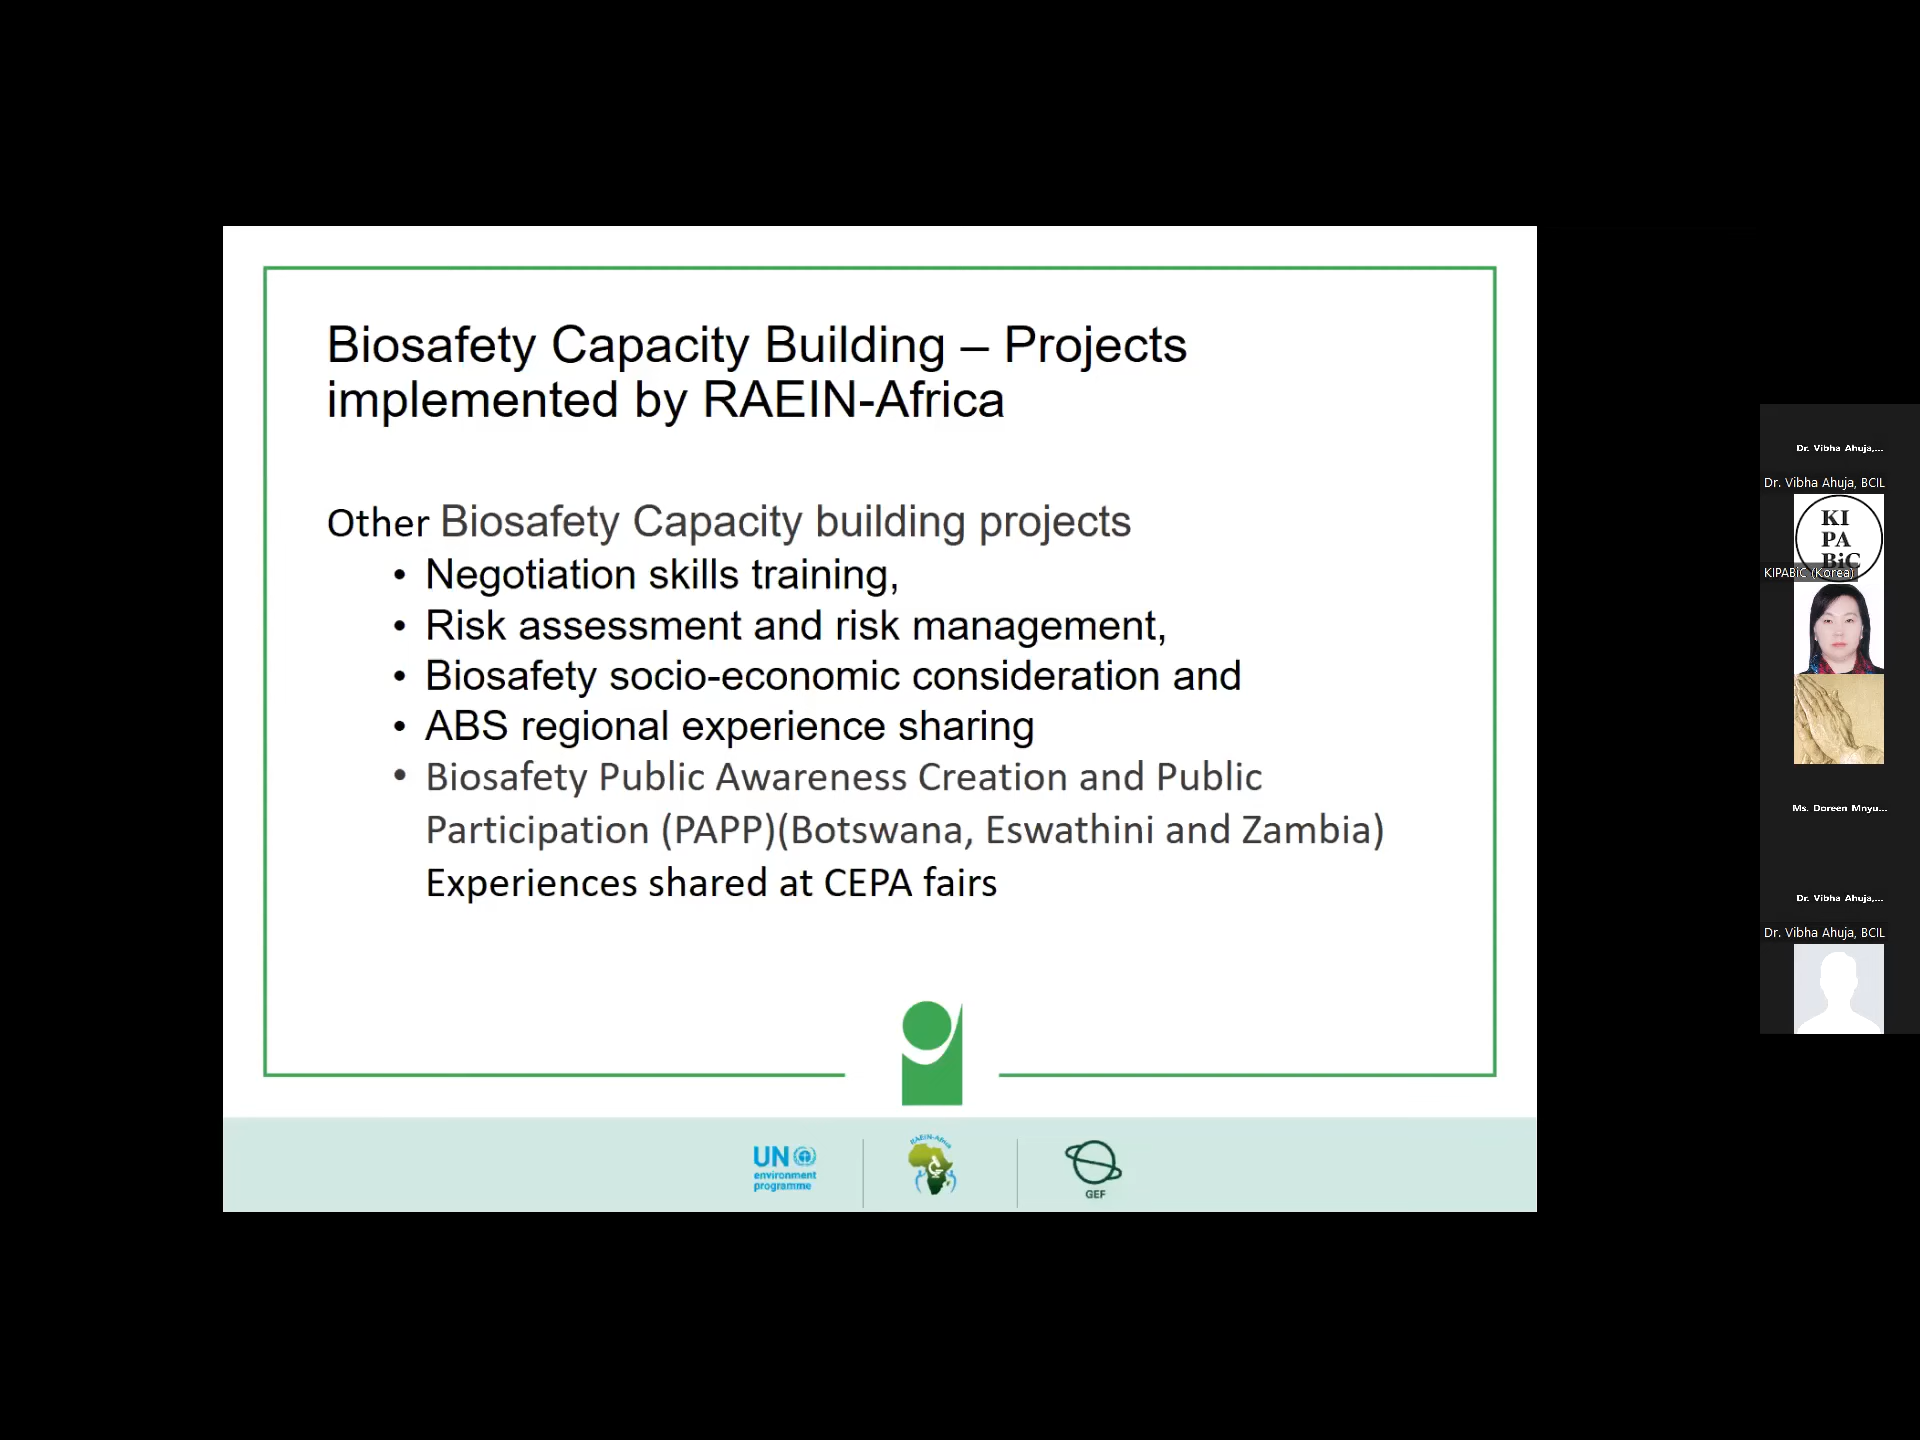 Biosafety Capacity Building – Projects
implemented by RAEIN-Africa
Other Biosafety Capacity building projects
• Negotiation skills training,
• Risk assessment and risk management,
• Biosafety socio-economic consideration and
• ABS regional experience sharing
• Biosafety Public Awareness Creation and Public
Participation (PAPP)(Botswana, Eswathini and Zambia)
Experiences shared at CEPA fairs
UN
environment
programme
RAEIN-Africa
GEF
Dr. Vibha Ahuja,...
Dr. Vibha Ahuja, BCIL
KI
PA
BiC
KIPABiC (Korea)
Ms. Doreen Mnyu...
Dr. Vibha Ahuja,...
Dr. Vibha Ahuja, BCIL